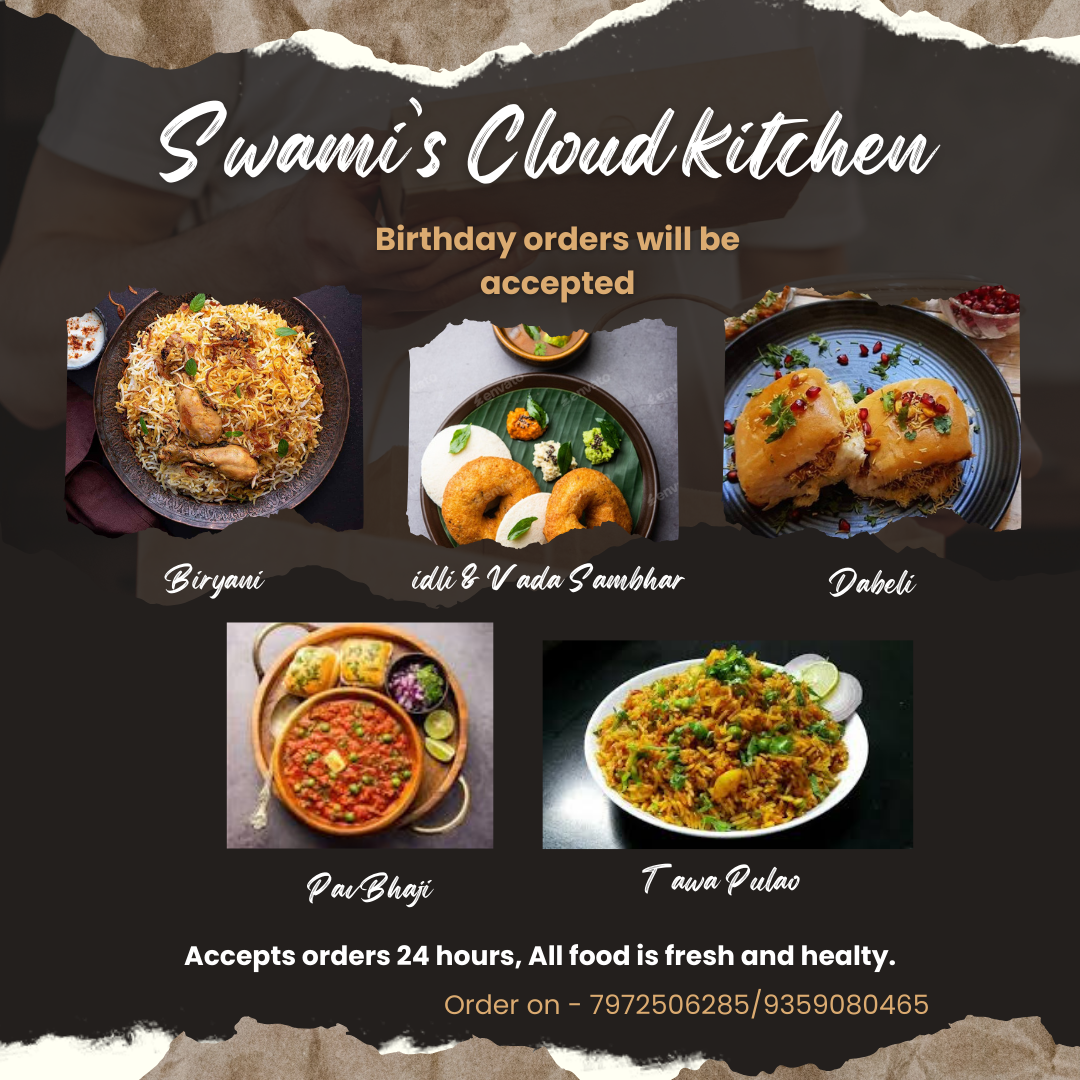 Swami's Cloud kitchen
Birthday orders will be
accepted
Biryani
idli & Vada Sambhar
Dabeli
PavBhaji
Tawa Pulao
Accepts orders 24 hours, All food is fresh and healty.
Order on - 7972506285/9359080465